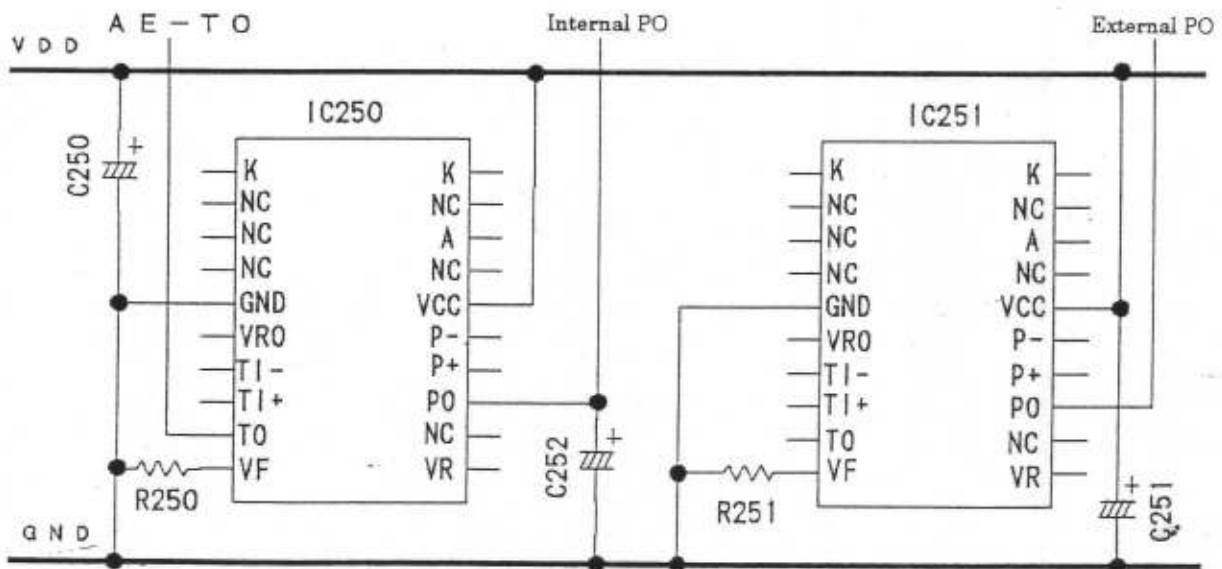 AE-TO
Internal PO
External PO
VDD
IC250
IC251
C250
K
NC
NC
NC
GND
VRO
TI-
TI+
TO
VF
K
NC
A
NC
VCC
P-
P+
PO
NC
VR
R250
C252
K
NC
NC
NC
GND
VRO
TI-
TI+
TO
VF
K
NC
A
NC
VCC
P-
P+
PO
NC
VR
R251
C251
GND